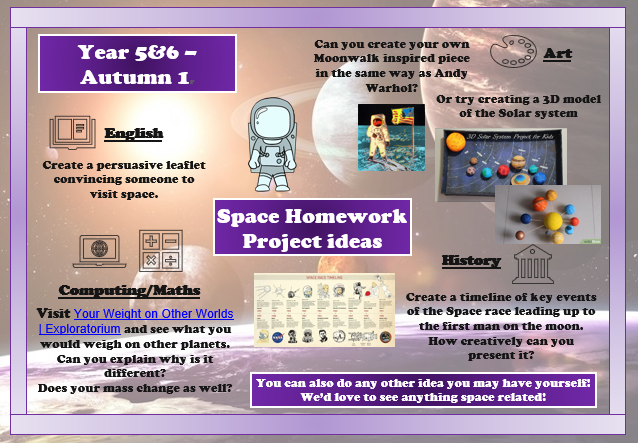 Year 5&6 –
Autumn 1
English
Create a persuasive leaflet
convincing someone to
visit space.
Can you create your own
Moonwalk inspired piece
in the same way as Andy
Warhol?
Art
Or try creating a 3D model
of the Solar system
3D Solar System Project for Kids
Space Homework
Project ideas
Computing/Maths
Visit Your Weight on Other Worlds
| Exploratorium and see what you
would weigh on other planets.
Can you explain why is it
different?
Does your mass change as well?
SPACE RACE TIMELINE
History
Create a timeline of key events
of the Space race leading up to
the first man on the moon.
How creatively can you
present it?
You can also do any other idea you may have yourself!
We’d love to see anything space related!